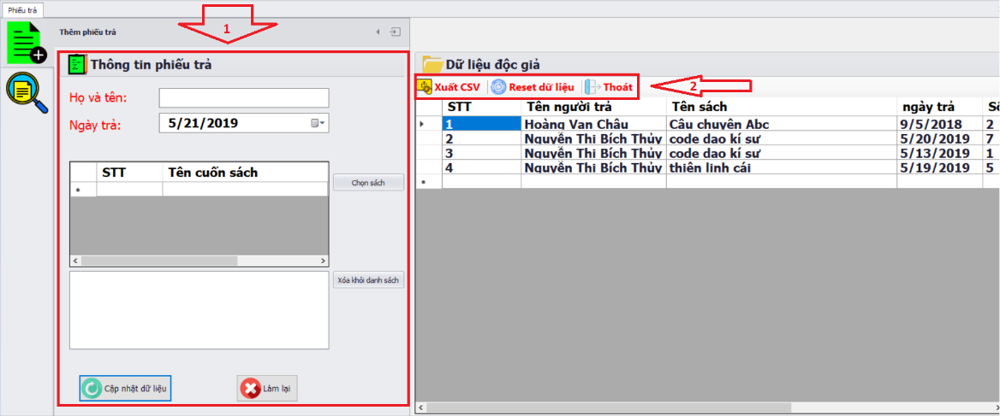 Phiếu trả
Thêm phiếu trả
1
Thông tin phiếu trả
Họ và tên:
Ngày trả: 5/21/2019
STT Tên cuốn sách
Chọn sách
Xóa khỏi danh sách
Cập nhật dữ liệu Làm lại
Dữ liệu độc giả
Xuất CSV Reset dữ liệu Thoát
2
STT Tên người trả Tên sách ngày trả
1 Hoàng Van Châu Câu chuyên Abc 9/5/2018 2
2 Nguyễn Thi Bích Thủy code dao kí sư 5/20/2019 7
3 Nguyễn Thi Bích Thủy code dao kí sư 5/13/2019 1
4 Nguyễn Thi Bích Thủy thiên linh cái 5/19/2019 5